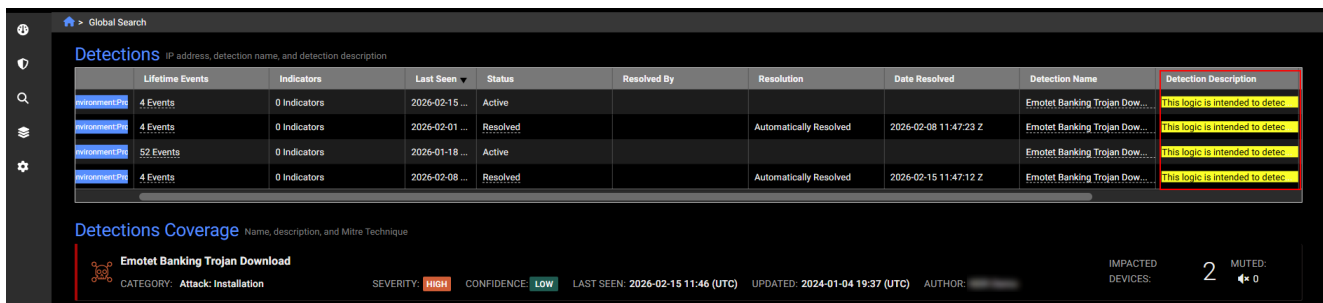 > Global Search
Detections IP address, detection name, and detection description
Lifetime Events Indicators Last Seen Status Resolved By Resolution Date Resolved Detection Name Detection Description
nvironment:Pro 4 Events 0 Indicators 2026-02-15 ... Active Emotet Banking Trojan Dow... This logic is intended to detec
nvironment:Pro 4 Events 0 Indicators 2026-02-01 ... Resolved Automatically Resolved 2026-02-08 11:47:23 Z Emotet Banking Trojan Dow... This logic is intended to detec
nvironment:Pro 52 Events 0 Indicators 2026-01-18 ... Active Emotet Banking Trojan Dow... This logic is intended to detec
nvironment:Pro 4 Events 0 Indicators 2026-02-08 ... Resolved Automatically Resolved 2026-02-15 11:47:12 Z Emotet Banking Trojan Dow... This logic is intended to detec
Detections Coverage Name, description, and Mitre Technique
Emotet Banking Trojan Download
CATEGORY: Attack: Installation SEVERITY: HIGH CONFIDENCE: LOW LAST SEEN: 2026-02-15 11:46 (UTC) UPDATED: 2024-01-04 19:37 (UTC) AUTHOR:
IMPACTED DEVICES: 2 MUTED: 0